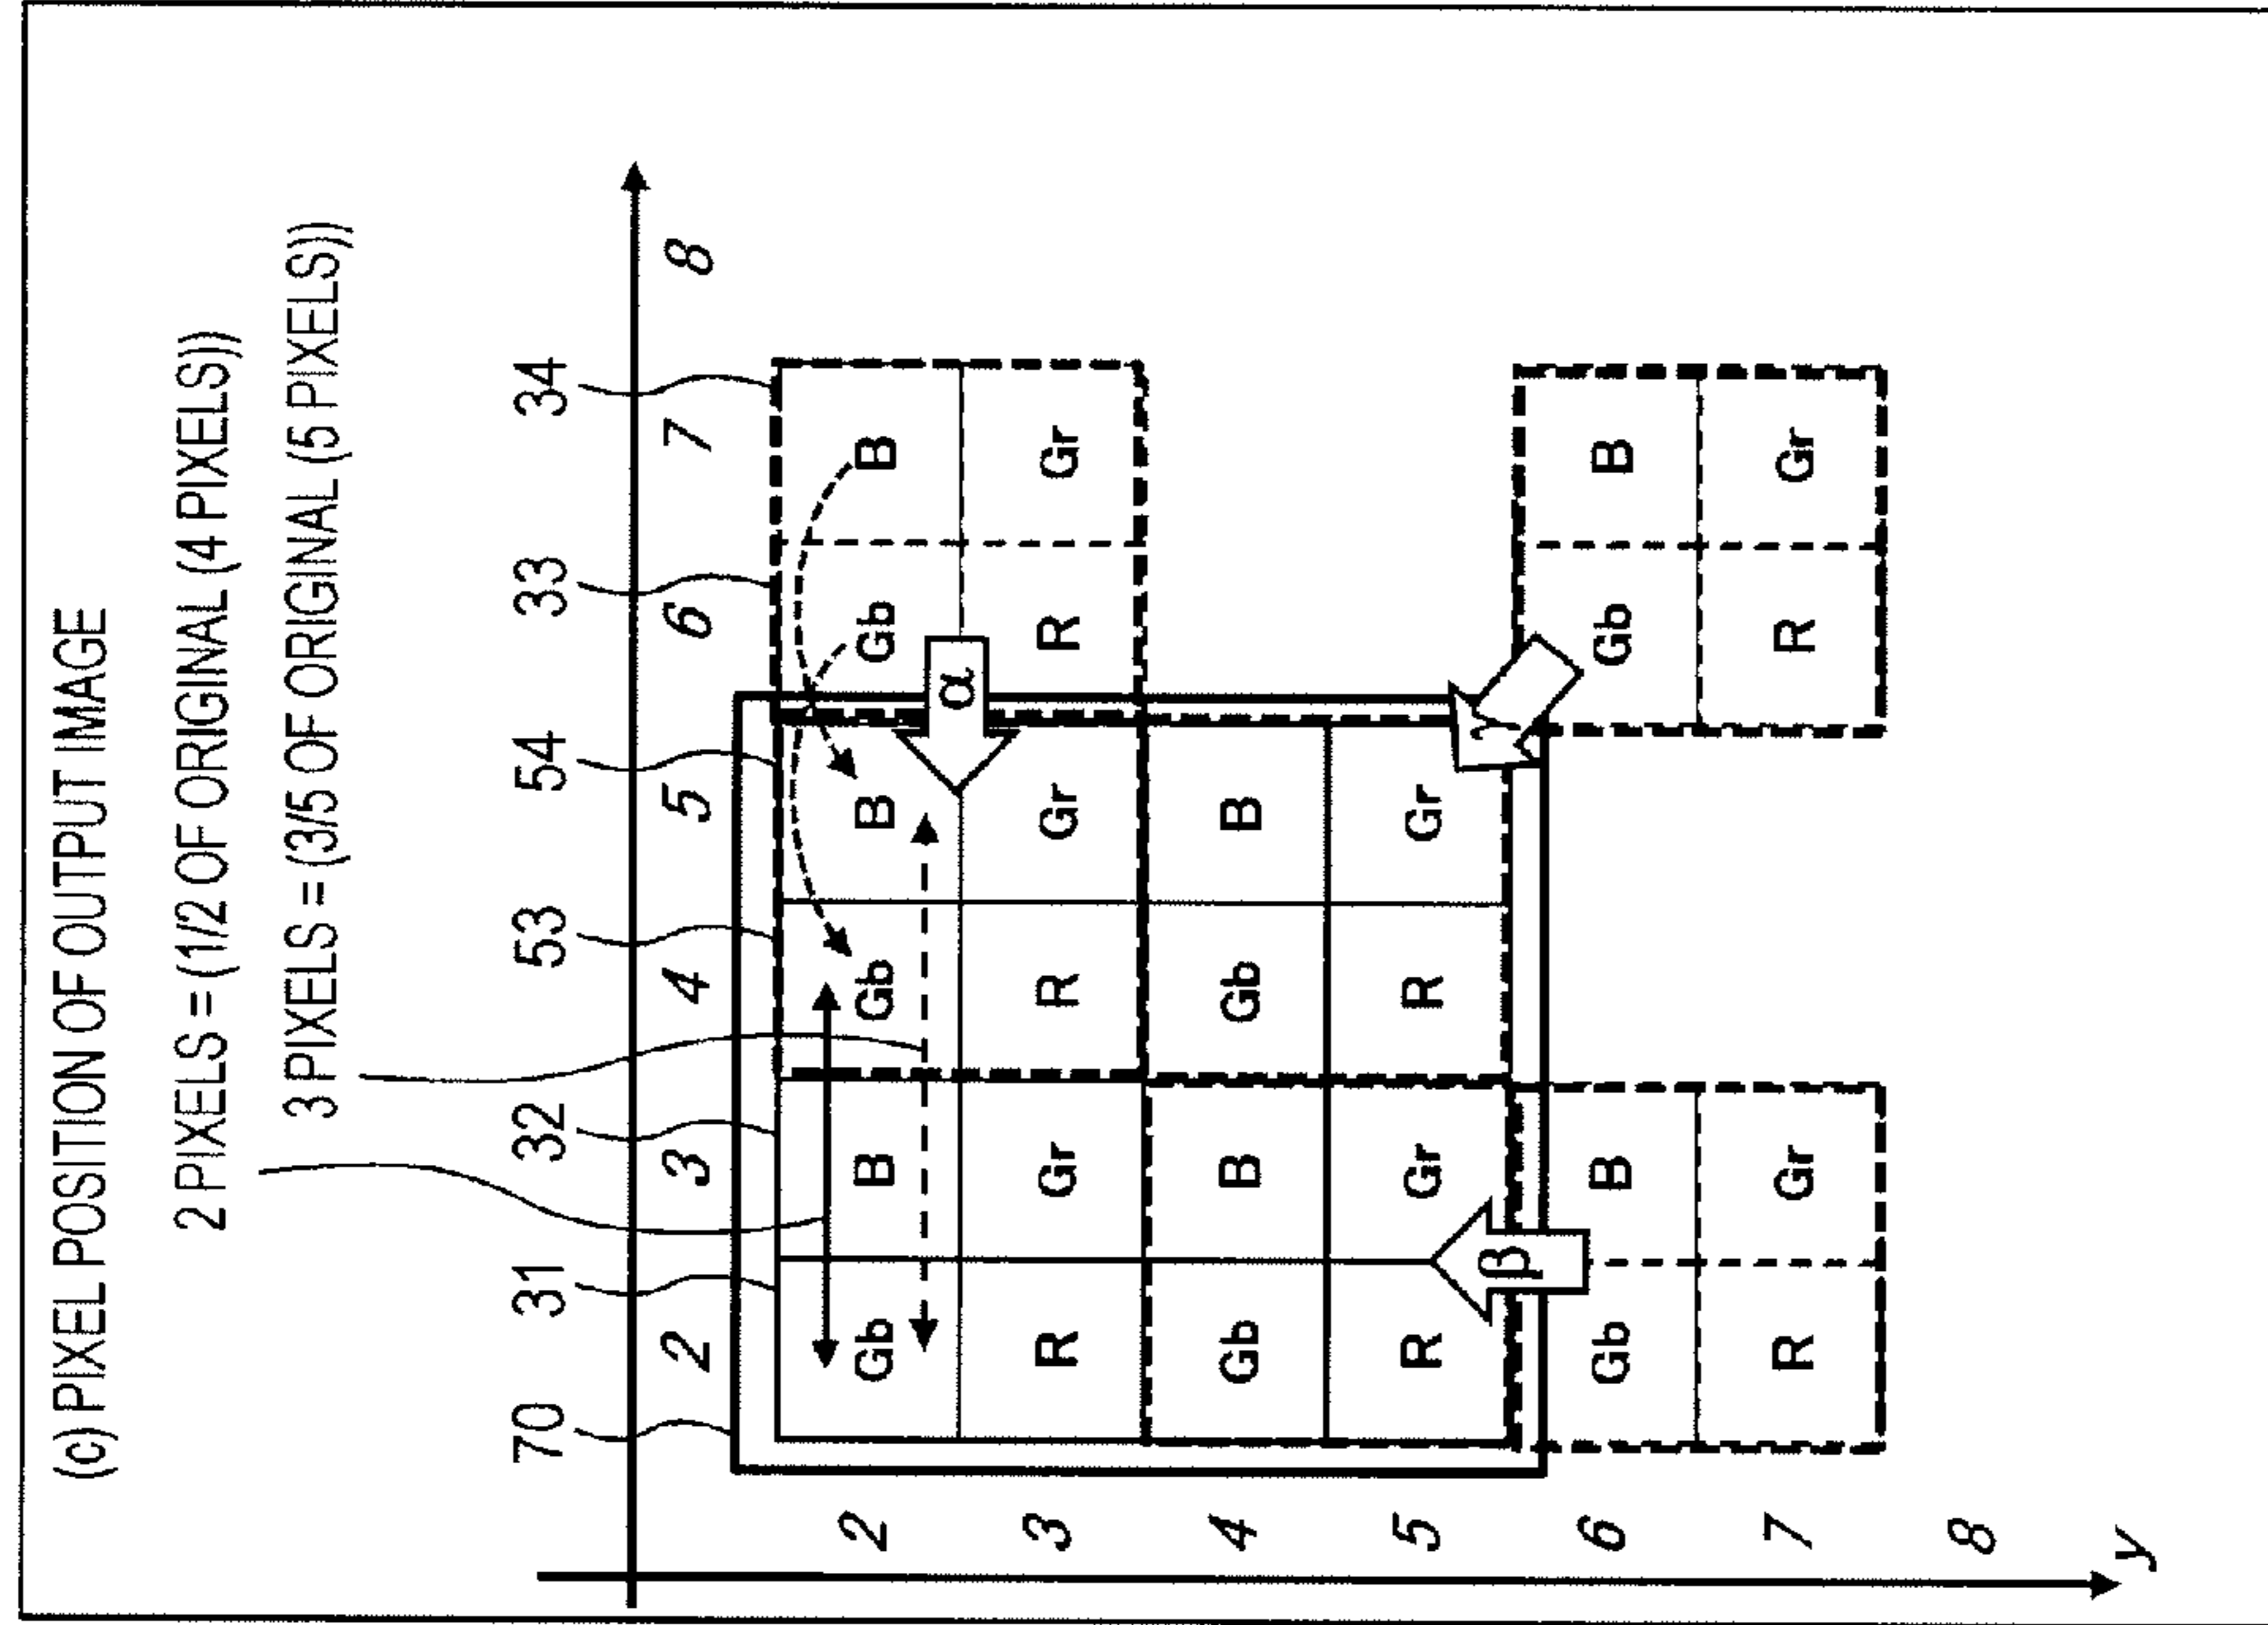 (c) PIXEL POSITION OF OUTPUT IMAGE
2 PIXELS = (1/2 OF ORIGINAL (4 PIXELS))
3 PIXELS = (3/5 OF ORIGINAL (5 PIXELS))
70 31 32 53 54 33 34
2 3 4 5 6 7 8
2 Gb B Gb B Gb B
α
3 R Gr R Gr R Gr
4 Gb B Gb B
5 R Gr R Gr
β γ
6 Gb B Gb B
7 R Gr R Gr
8
y